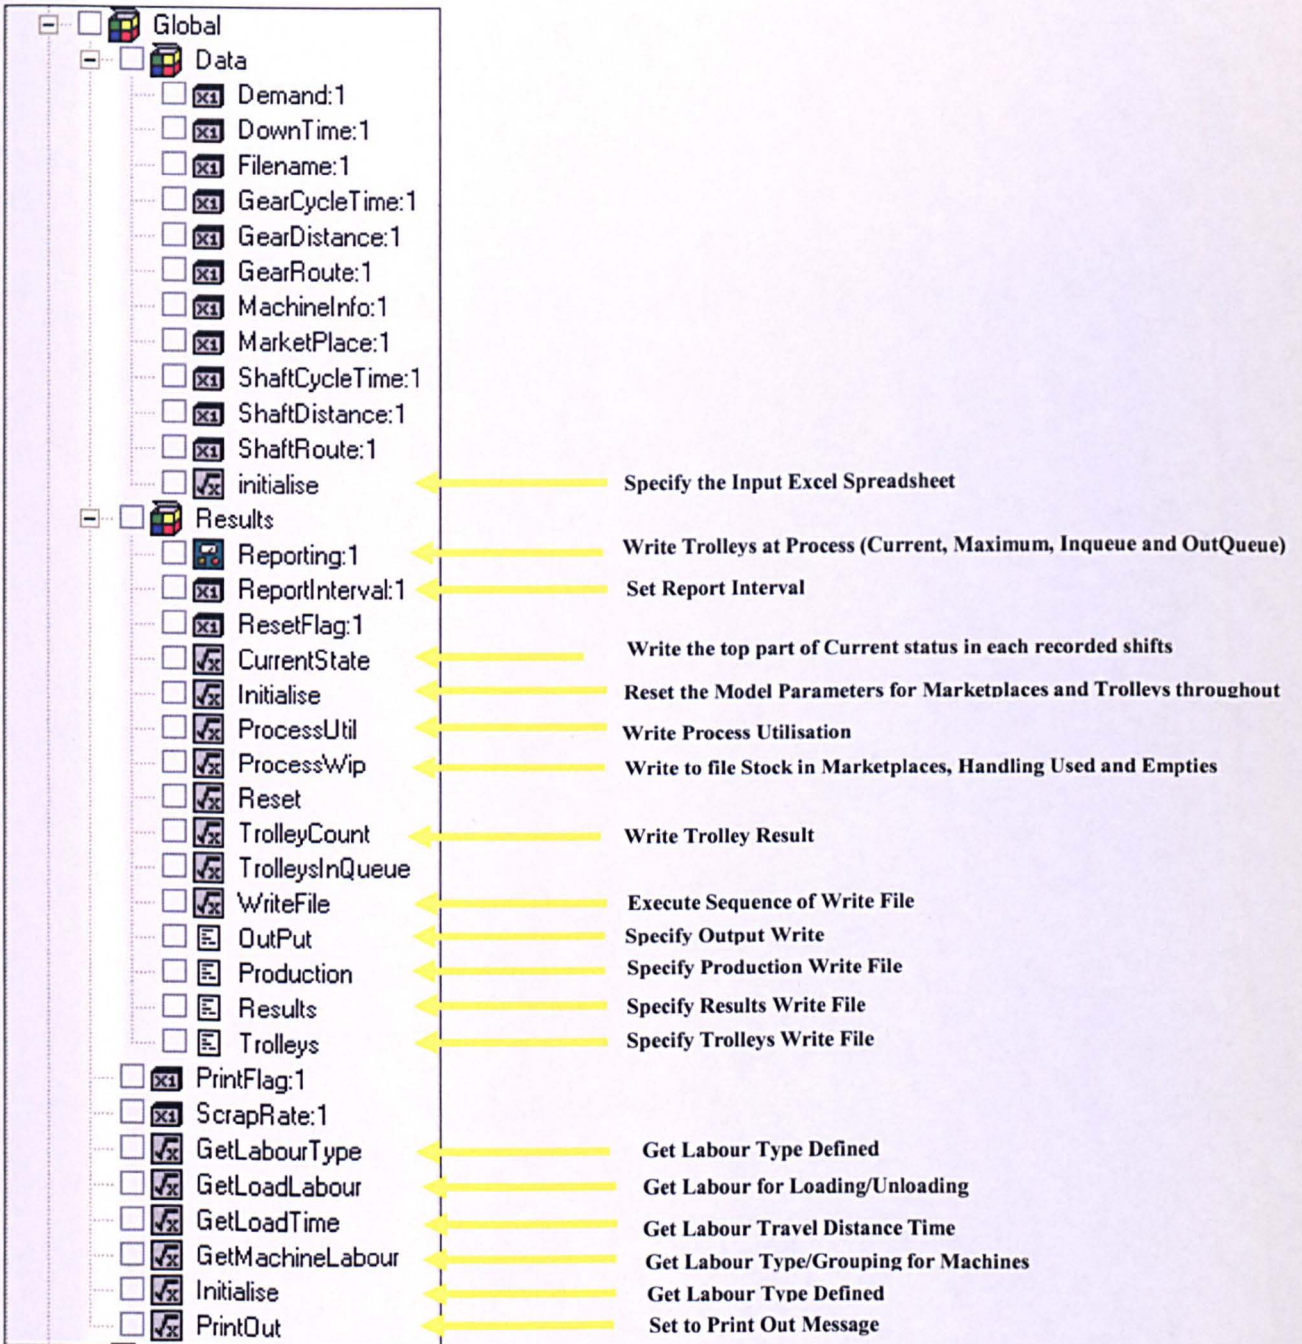 Global
Data
Demand:1
DownTime:1
Filename:1
GearCycleTime:1
GearDistance:1
GearRoute:1
MachineInfo:1
MarketPlace:1
ShaftCycleTime:1
ShaftDistance:1
ShaftRoute:1
initialise Specify the Input Excel Spreadsheet
Results
Reporting:1 Write Trolleys at Process (Current, Maximum, Inqueue and OutQueue)
ReportInterval:1 Set Report Interval
ResetFlag:1
CurrentState Write the top part of Current status in each recorded shifts
Initialise Reset the Model Parameters for Marketplaces and Trolleys throughout
ProcessUtil Write Process Utilisation
ProcessWip Write to file Stock in Marketplaces, Handling Used and Empties
Reset
TrolleyCount Write Trolley Result
TrolleysInQueue
WriteFile Execute Sequence of Write File
OutPut Specify Output Write
Production Specify Production Write File
Results Specify Results Write File
Trolleys Specify Trolleys Write File
PrintFlag:1
ScrapRate:1
GetLabourType Get Labour Type Defined
GetLoadLabour Get Labour for Loading/Unloading
GetLoadTime Get Labour Travel Distance Time
GetMachineLabour Get Labour Type/Grouping for Machines
Initialise Get Labour Type Defined
PrintOut Set to Print Out Message